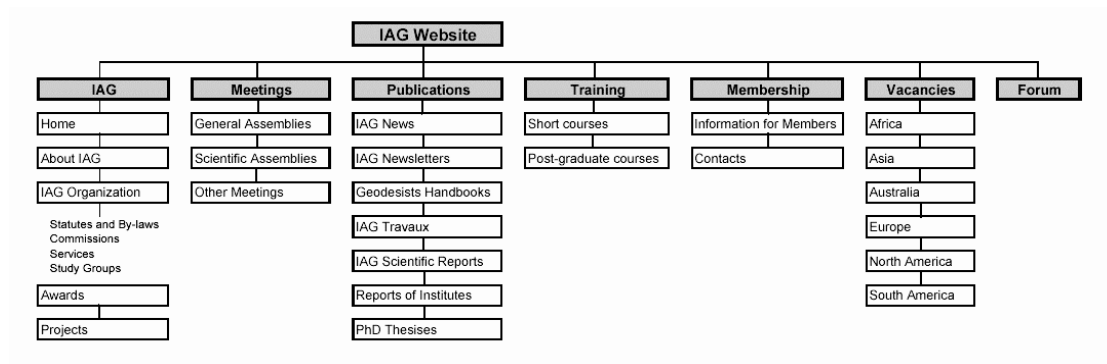 IAG Website
IAG
Home
About IAG
IAG Organization
Statutes and By-laws
Commissions
Services
Study Groups
Awards
Projects
Meetings
General Assemblies
Scientific Assemblies
Other Meetings
Publications
IAG News
IAG Newsletters
Geodesists Handbooks
IAG Travaux
IAG Scientific Reports
Reports of Institutes
PhD Thesises
Training
Short courses
Post-graduate courses
Membership
Information for Members
Contacts
Vacancies
Africa
Asia
Australia
Europe
North America
South America
Forum